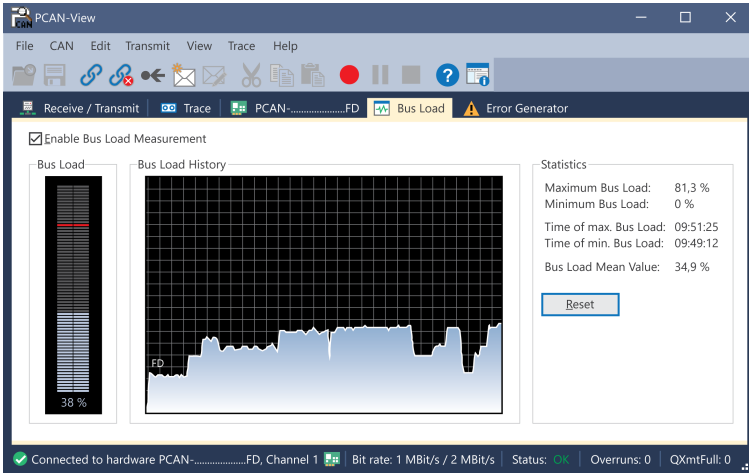 PCAN-View
File CAN Edit Transmit View Trace Help
Receive / Transmit Trace PCAN-.....................FD Bus Load Error Generator
Enable Bus Load Measurement
Bus Load
38 %
Bus Load History
FD
Statistics
Maximum Bus Load: 81,3 %
Minimum Bus Load: 0 %
Time of max. Bus Load: 09:51:25
Time of min. Bus Load: 09:49:12
Bus Load Mean Value: 34,9 %
Reset
Connected to hardware PCAN-.....................FD, Channel 1 Bit rate: 1 MBit/s / 2 MBit/s Status: OK Overruns: 0 QXmtFull: 0